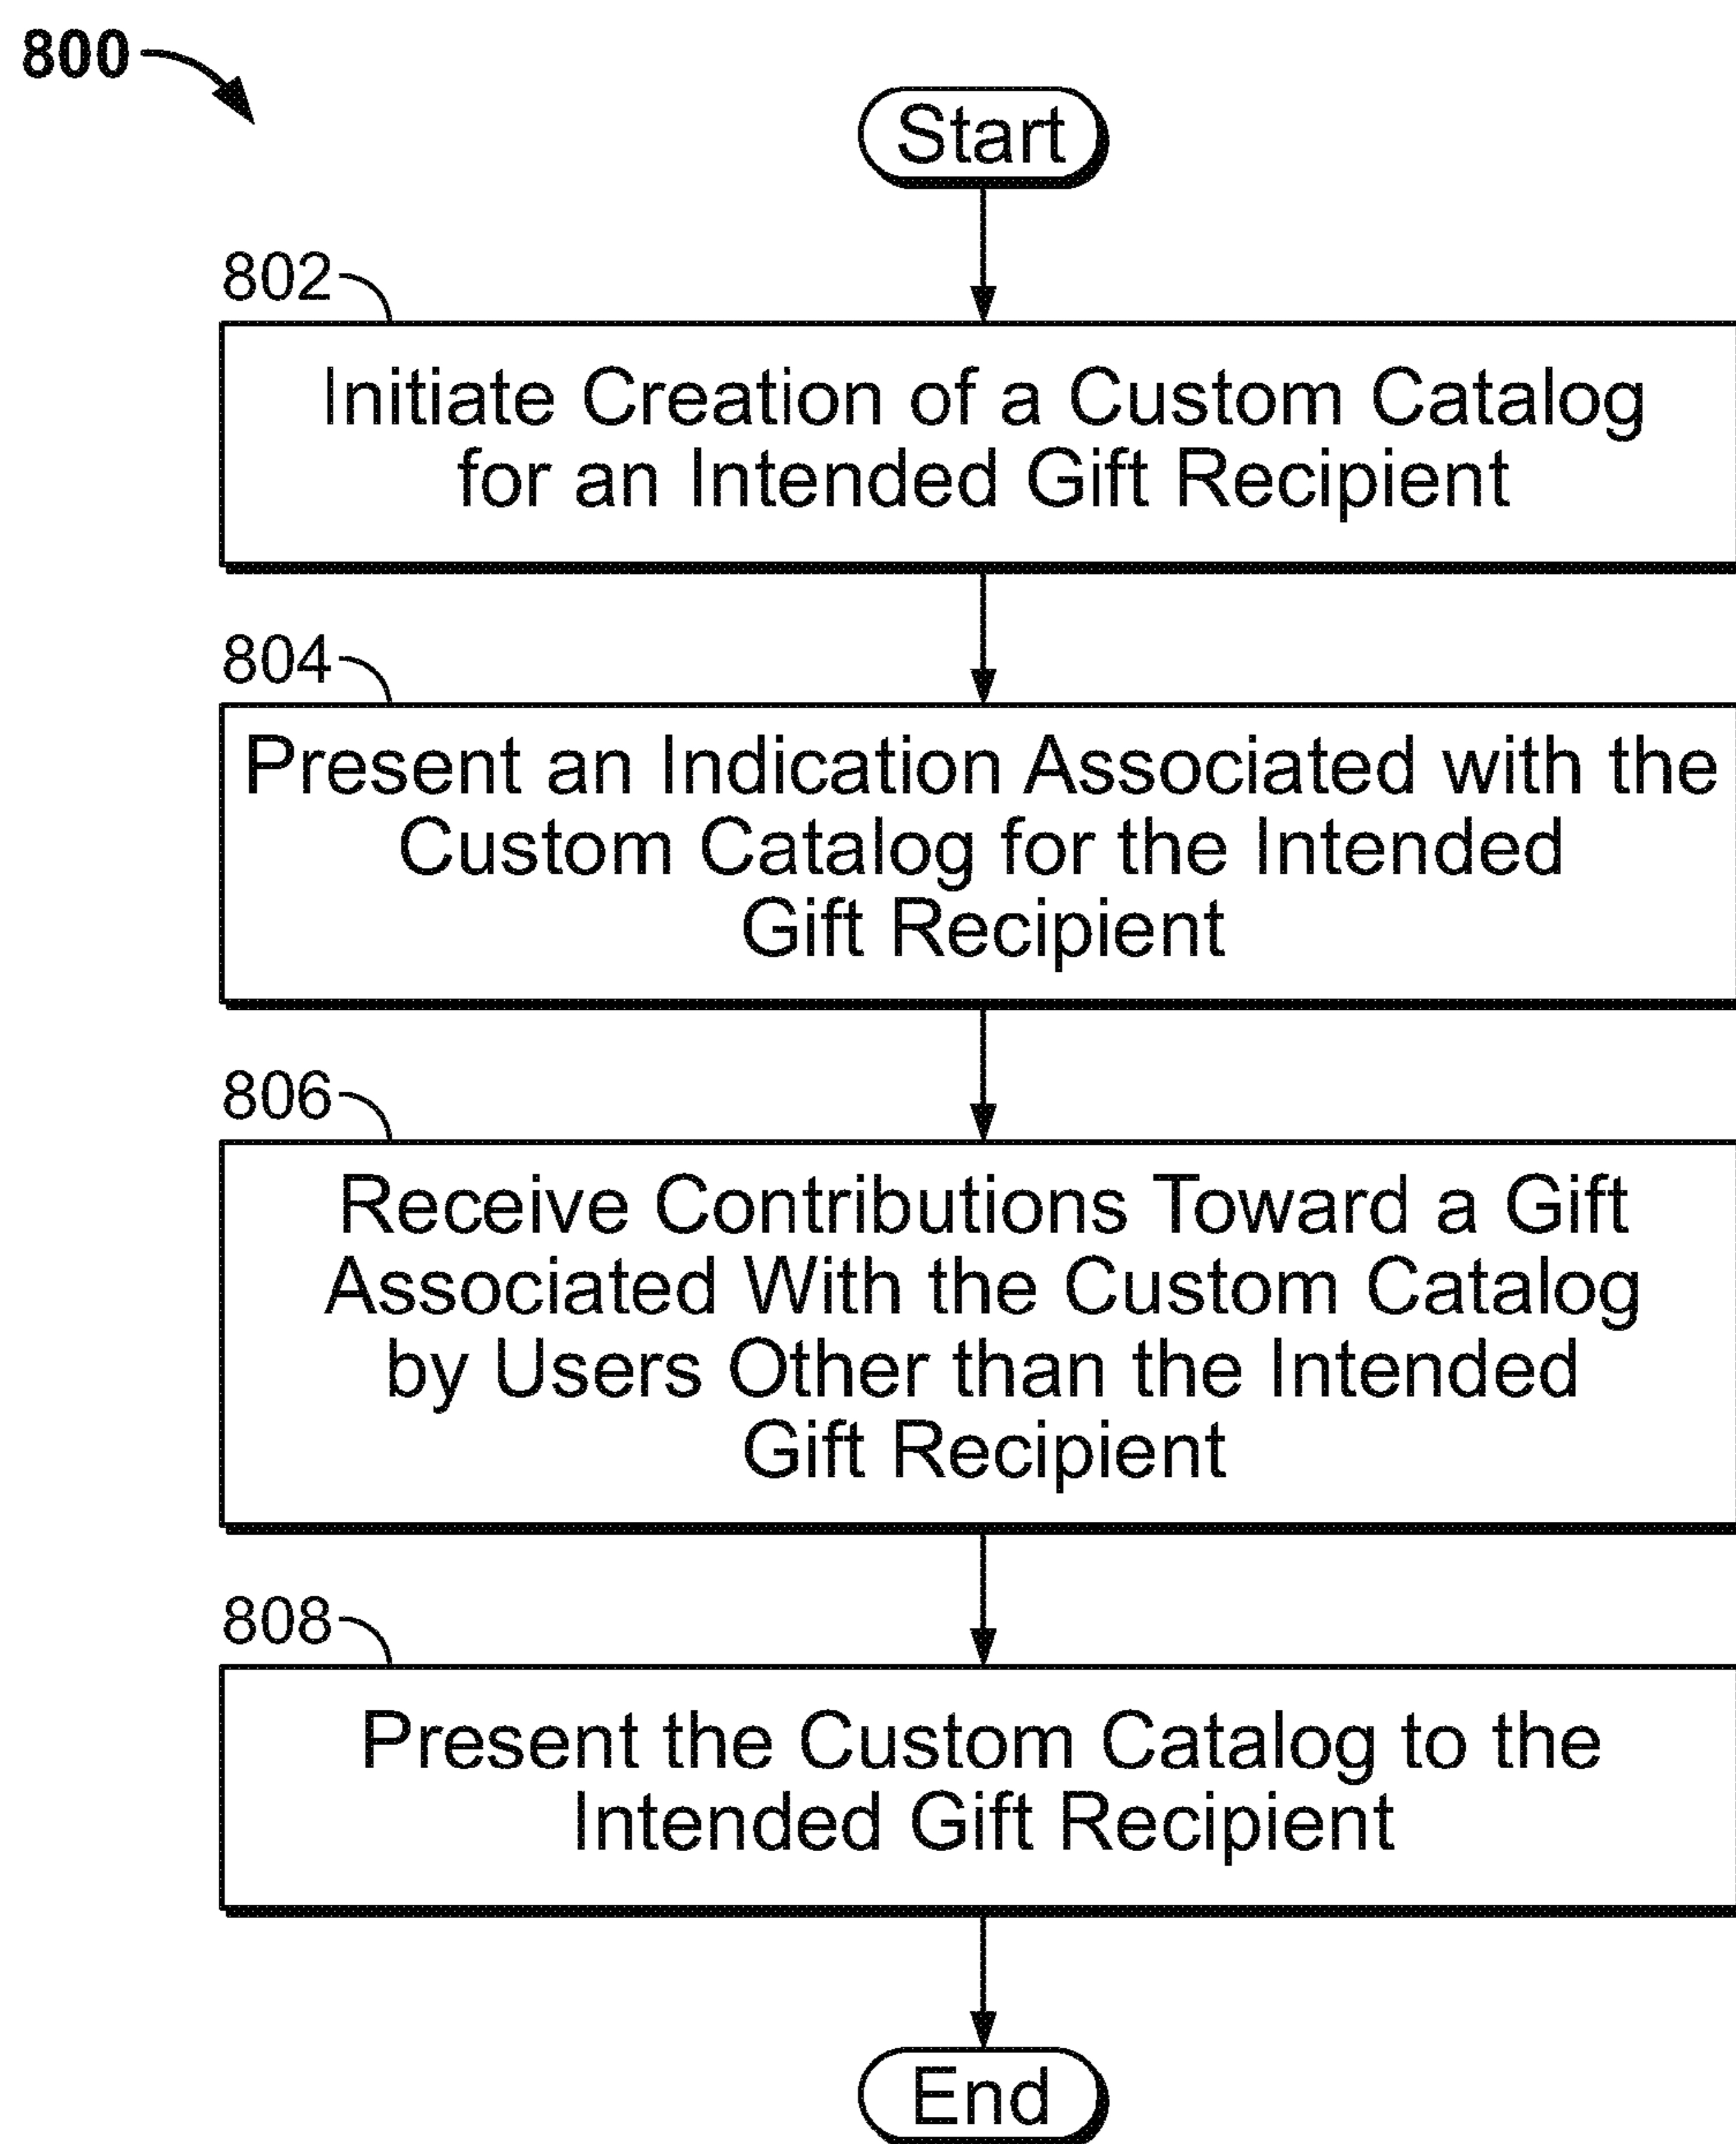 800
Start
802
Initiate Creation of a Custom Catalog
for an Intended Gift Recipient
804
Present an Indication Associated with the
Custom Catalog for the Intended
Gift Recipient
806
Receive Contributions Toward a Gift
Associated With the Custom Catalog
by Users Other than the Intended
Gift Recipient
808
Present the Custom Catalog to the
Intended Gift Recipient
End